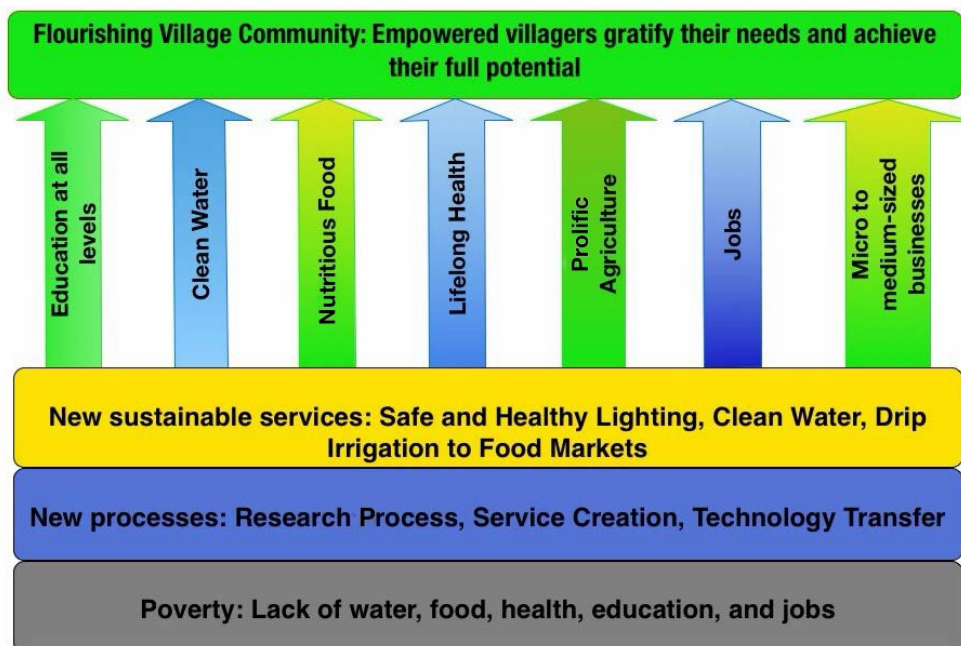 Flourishing Village Community: Empowered villagers gratify their needs and achieve
their full potential
Education at all
levels
Clean Water
Nutritious Food
Lifelong Health
Prolific
Agriculture
Jobs
Micro to
medium-sized
businesses
New sustainable services: Safe and Healthy Lighting, Clean Water, Drip
Irrigation to Food Markets
New processes: Research Process, Service Creation, Technology Transfer
Poverty: Lack of water, food, health, education, and jobs